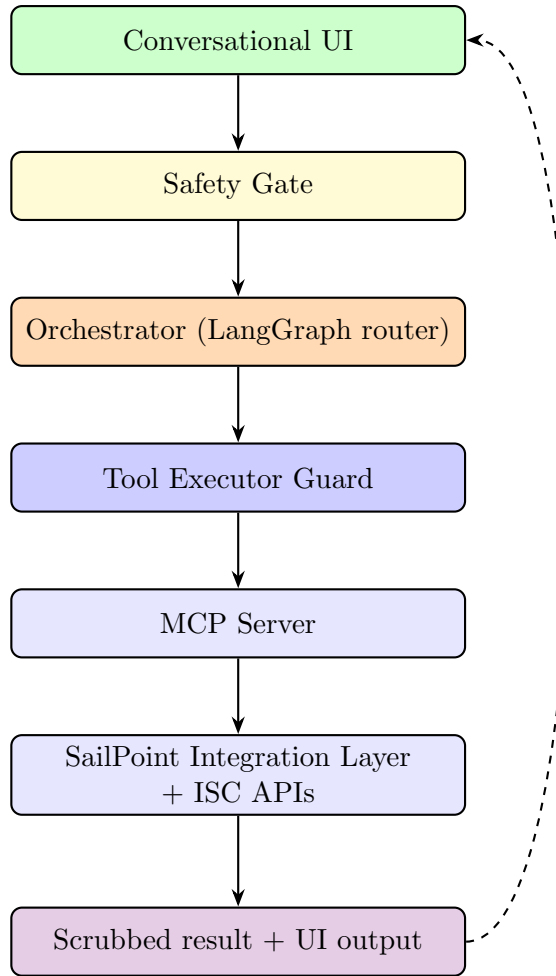 Conversational UI
Safety Gate
Orchestrator (LangGraph router)
Tool Executor Guard
MCP Server
SailPoint Integration Layer
+ ISC APIs
Scrubbed result + UI output